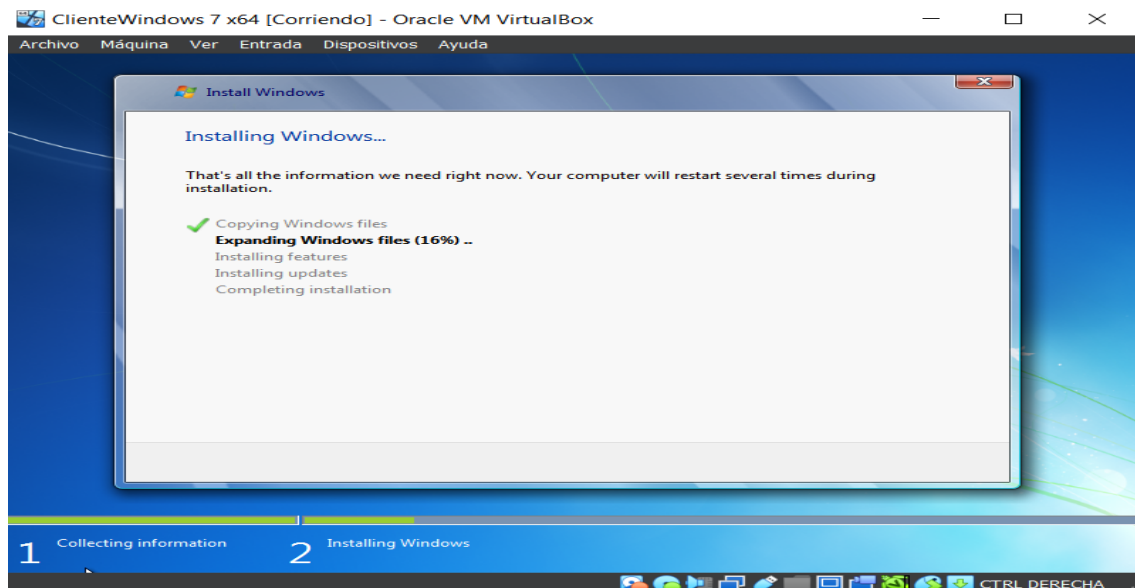 ClienteWindows 7 x64 [Corriendo] - Oracle VM VirtualBox
Archivo Máquina Ver Entrada Dispositivos Ayuda
Install Windows
Installing Windows...
That's all the information we need right now. Your computer will restart several times during
installation.
Copying Windows files
Expanding Windows files (16%) ..
Installing features
Installing updates
Completing installation
1 Collecting information 2 Installing Windows
CTRL DERECHA